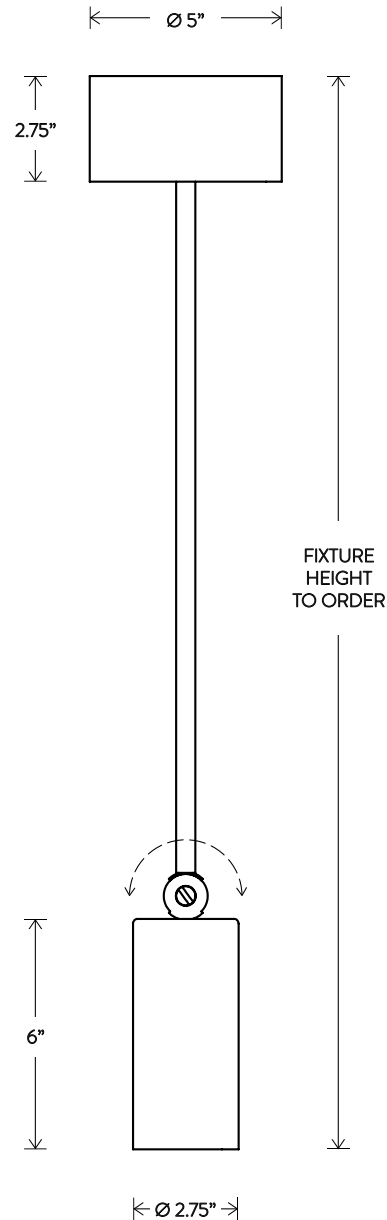 Ø 5”
2.75”
FIXTURE
HEIGHT
TO ORDER
6”
Ø 2.75”